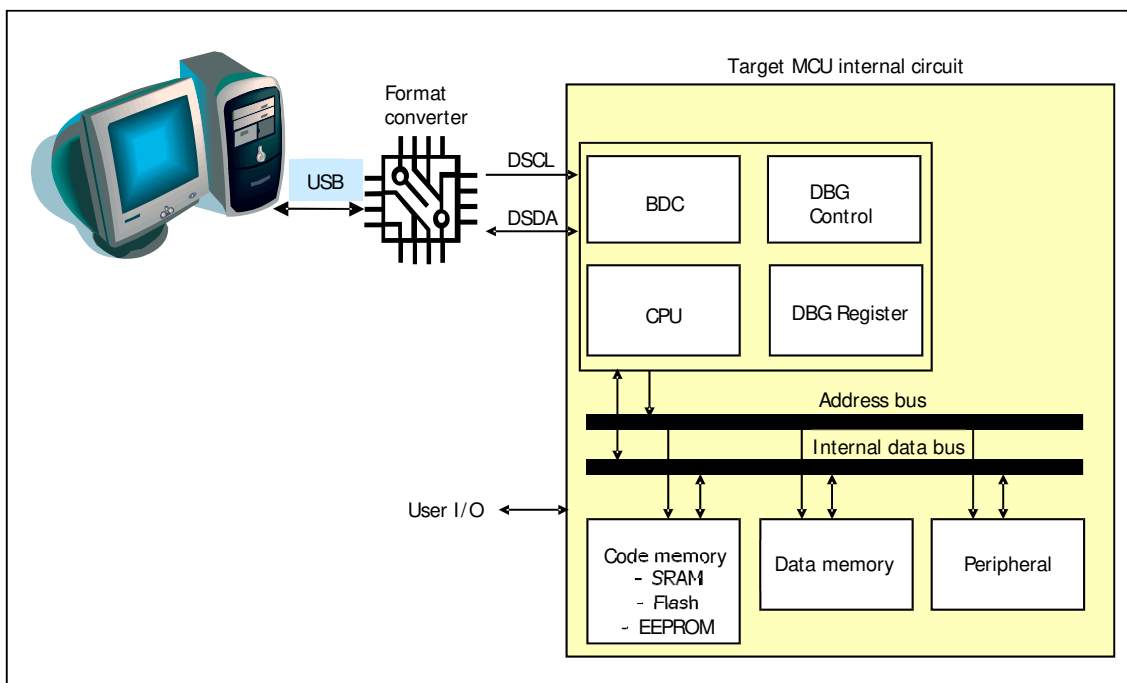 Target MCU internal circuit
Format
converter
USB
DSCL
DSDA
BDC
DBG
Control
CPU
DBG Register
Address bus
Internal data bus
User I/O
Code memory
- SRAM
- Flash
- EEPROM
Data memory
Peripheral